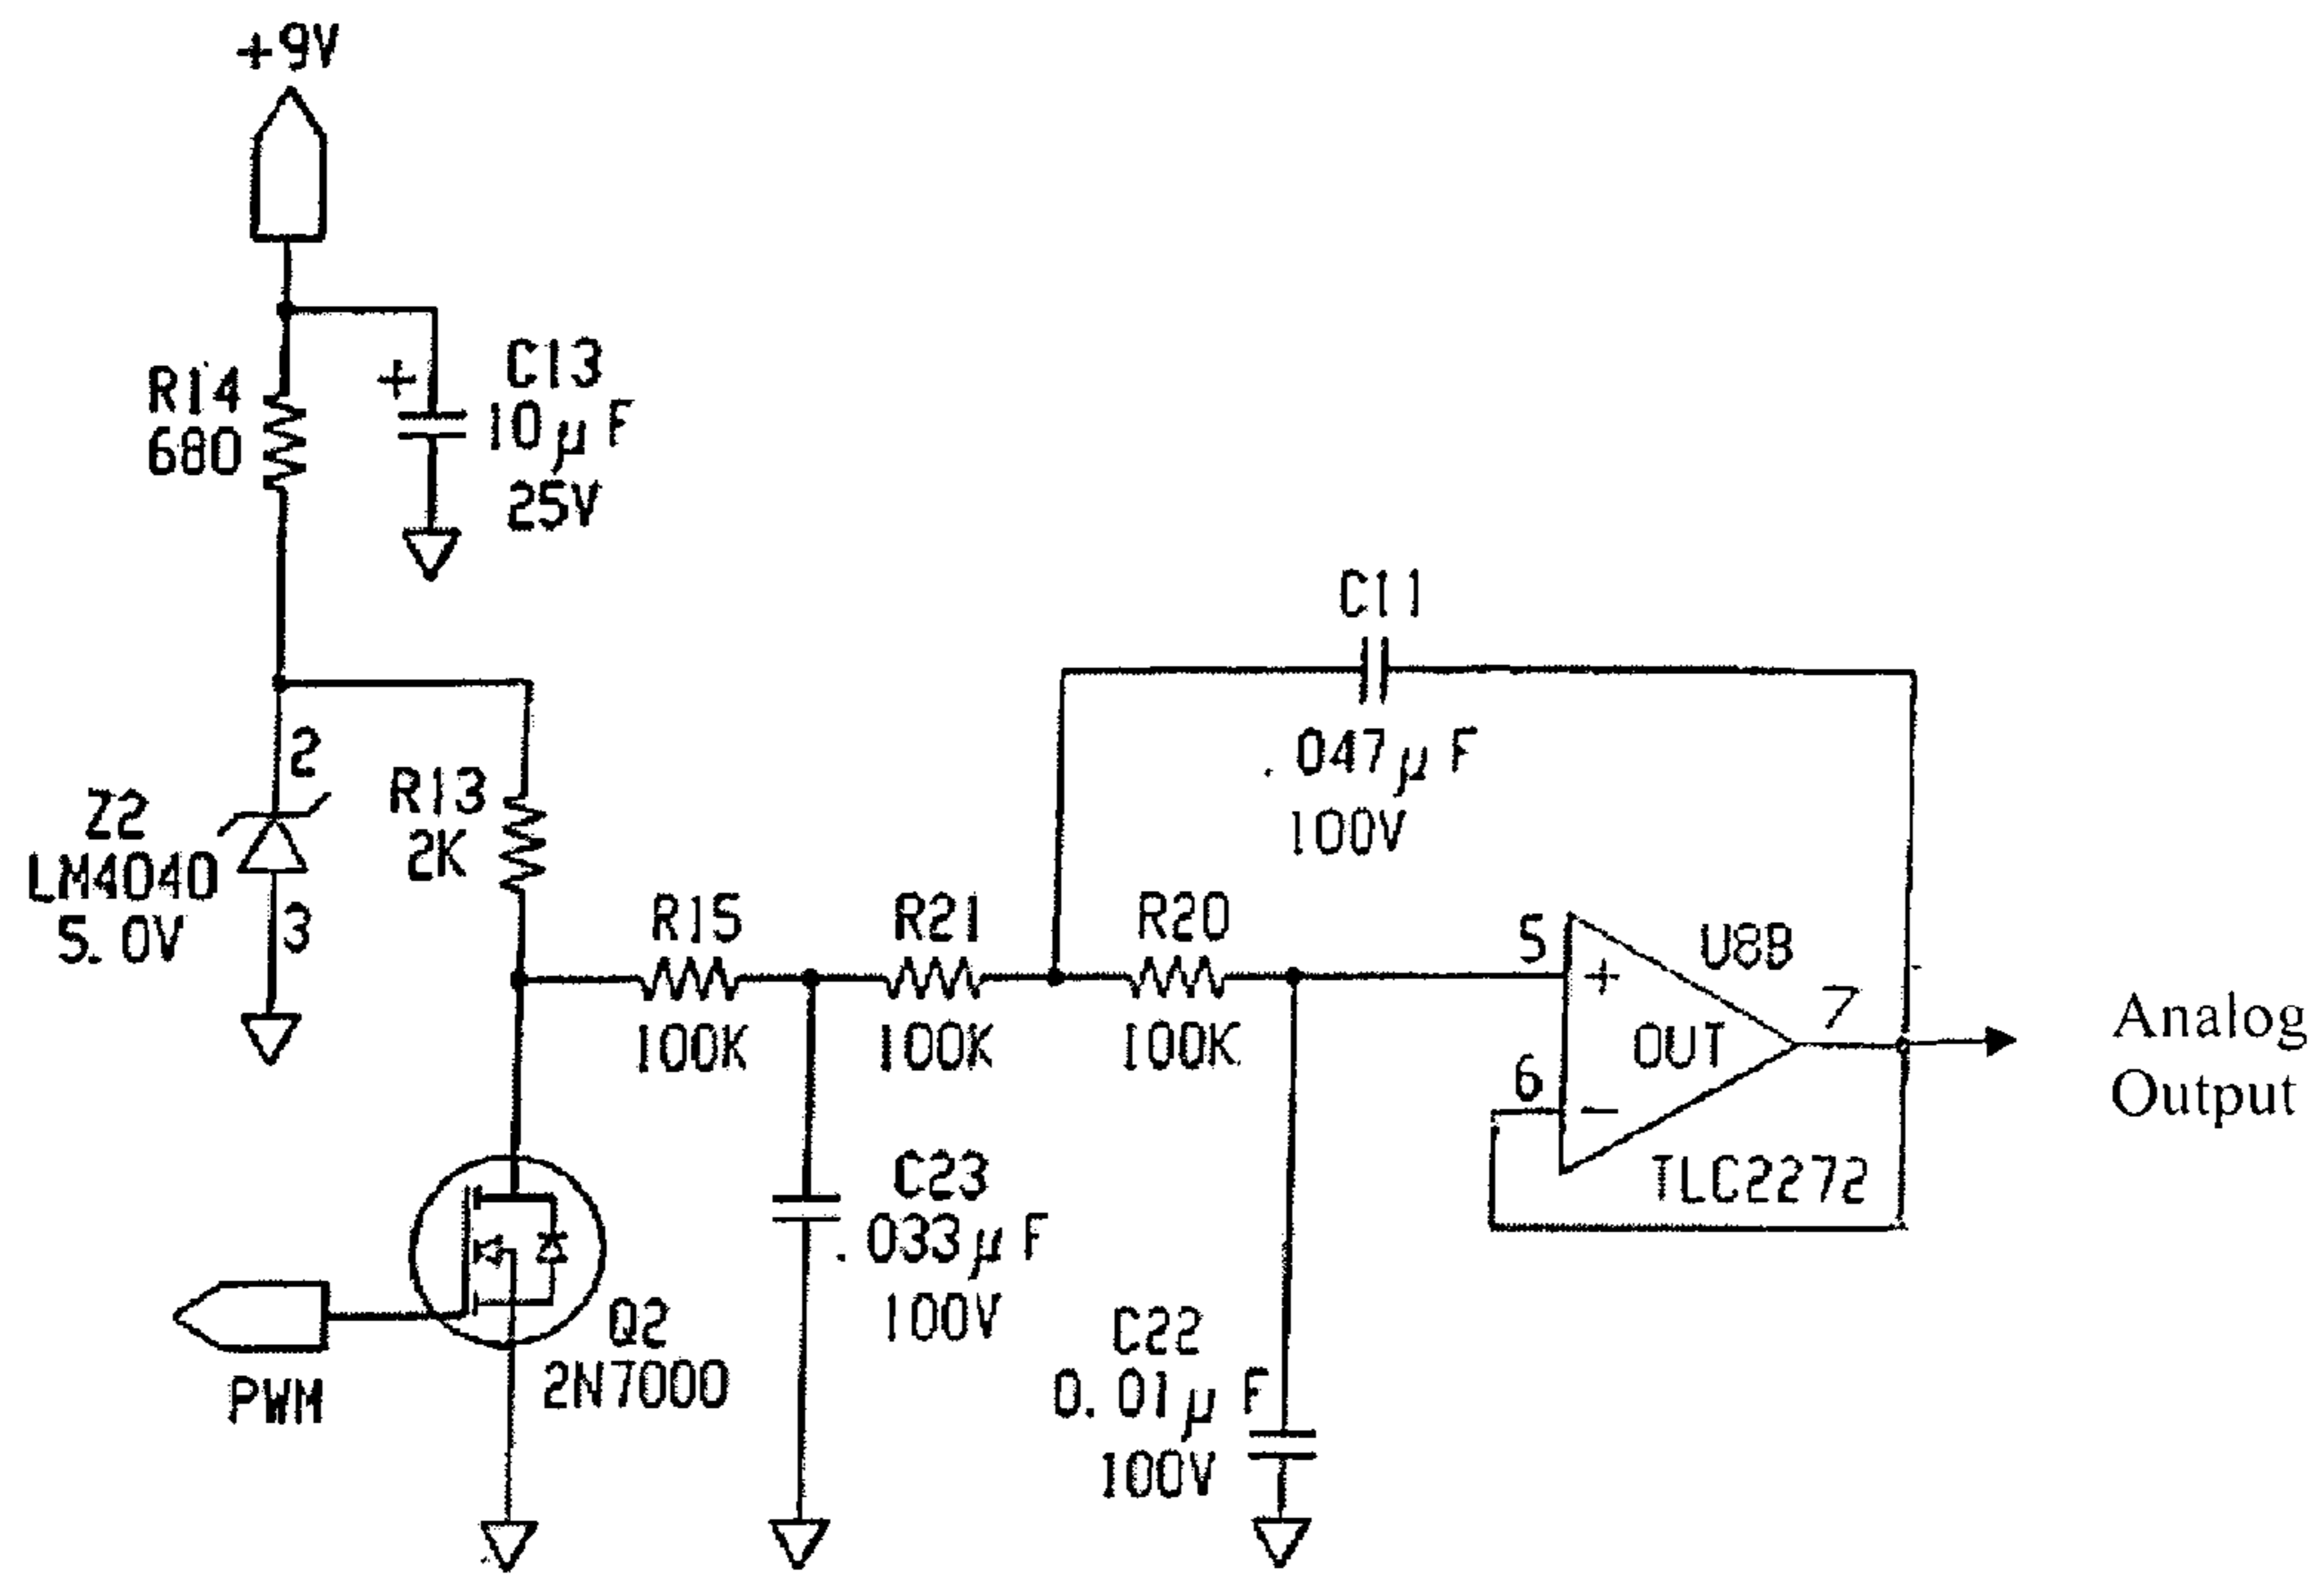 +9V
R14
680
+
C13
10µF
25V
C11
.047µF
100V
2
Z2
LM4040
5.0V
3
R13
2K
R15
100K
R21
100K
R20
100K
5
+
U8B
OUT
7
6
−
TLC2272
Analog
Output
C23
.033µF
100V
Q2
2N7000
PWM
C22
0.01µF
100V